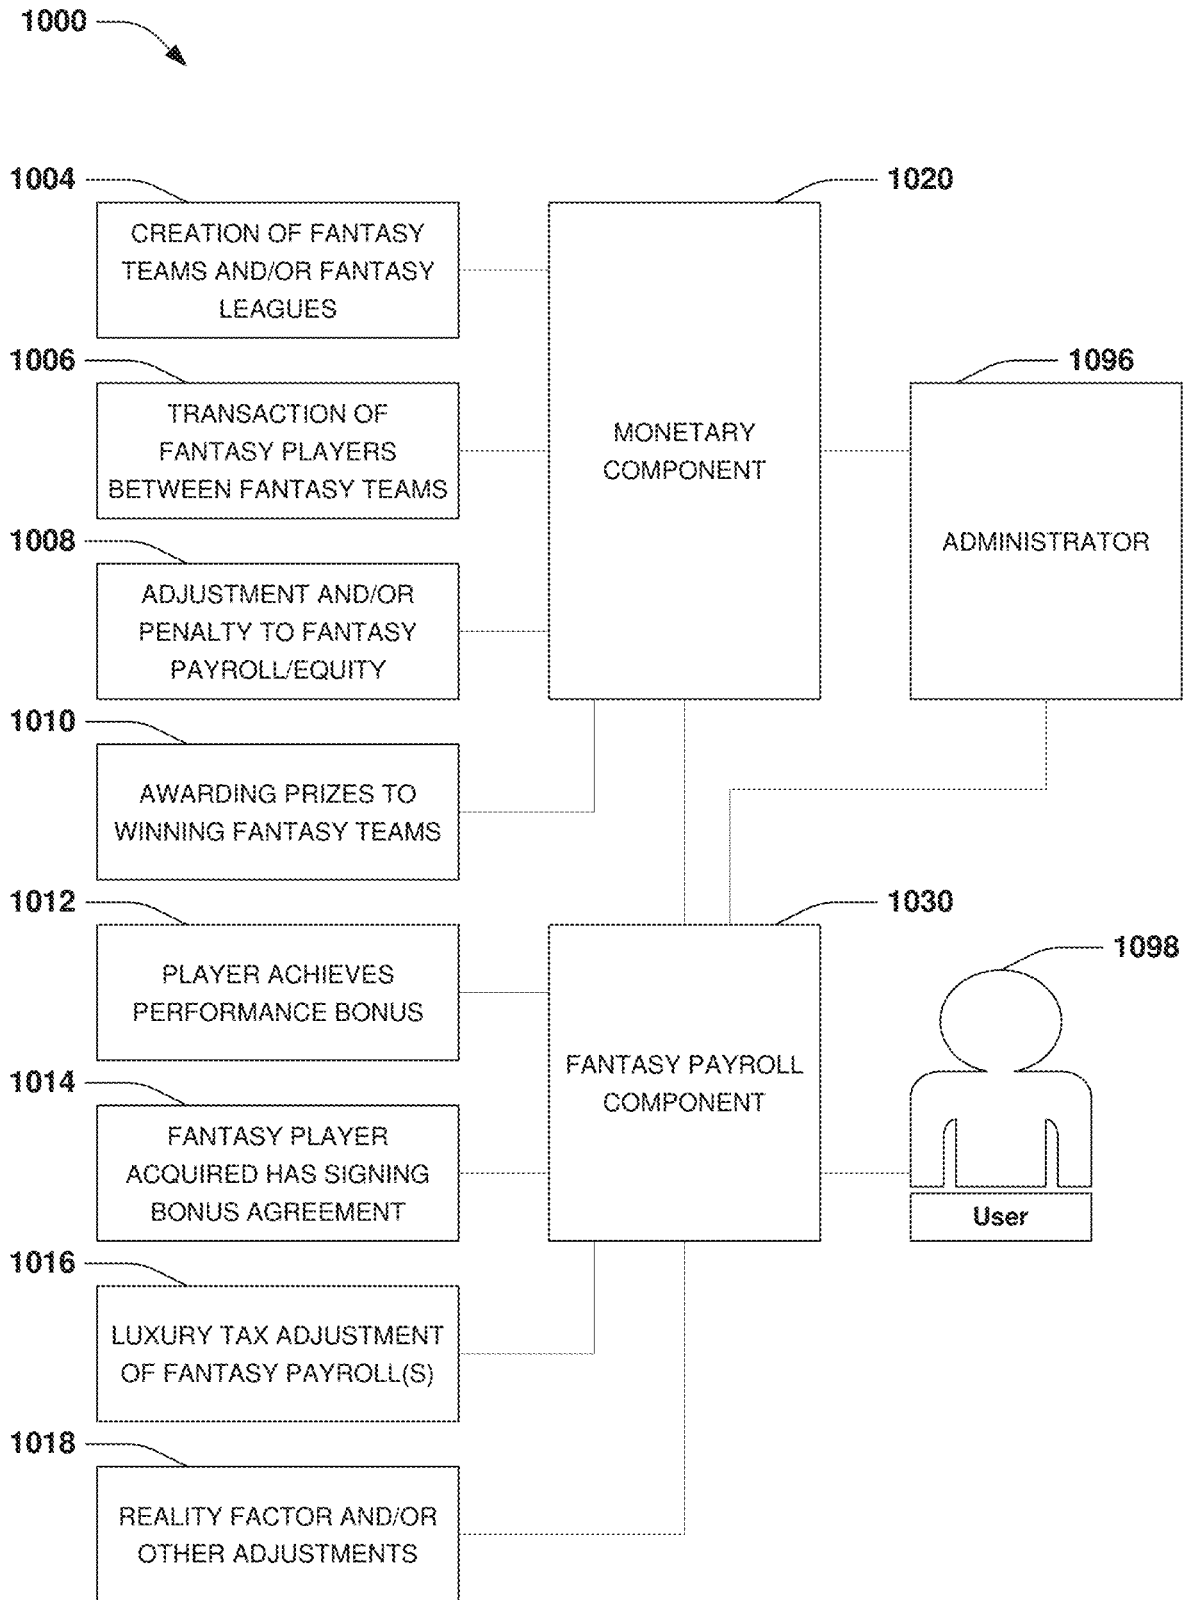 1000
1004
CREATION OF FANTASY
TEAMS AND/OR FANTASY
LEAGUES
1020
MONETARY
COMPONENT
1006
TRANSACTION OF
FANTASY PLAYERS
BETWEEN FANTASY TEAMS
1096
ADMINISTRATOR
1008
ADJUSTMENT AND/OR
PENALTY TO FANTASY
PAYROLL/EQUITY
1010
AWARDING PRIZES TO
WINNING FANTASY TEAMS
1012
PLAYER ACHIEVES
PERFORMANCE BONUS
1030
FANTASY PAYROLL
COMPONENT
1098
User
1014
FANTASY PLAYER
ACQUIRED HAS SIGNING
BONUS AGREEMENT
1016
LUXURY TAX ADJUSTMENT
OF FANTASY PAYROLL(S)
1018
REALITY FACTOR AND/OR
OTHER ADJUSTMENTS